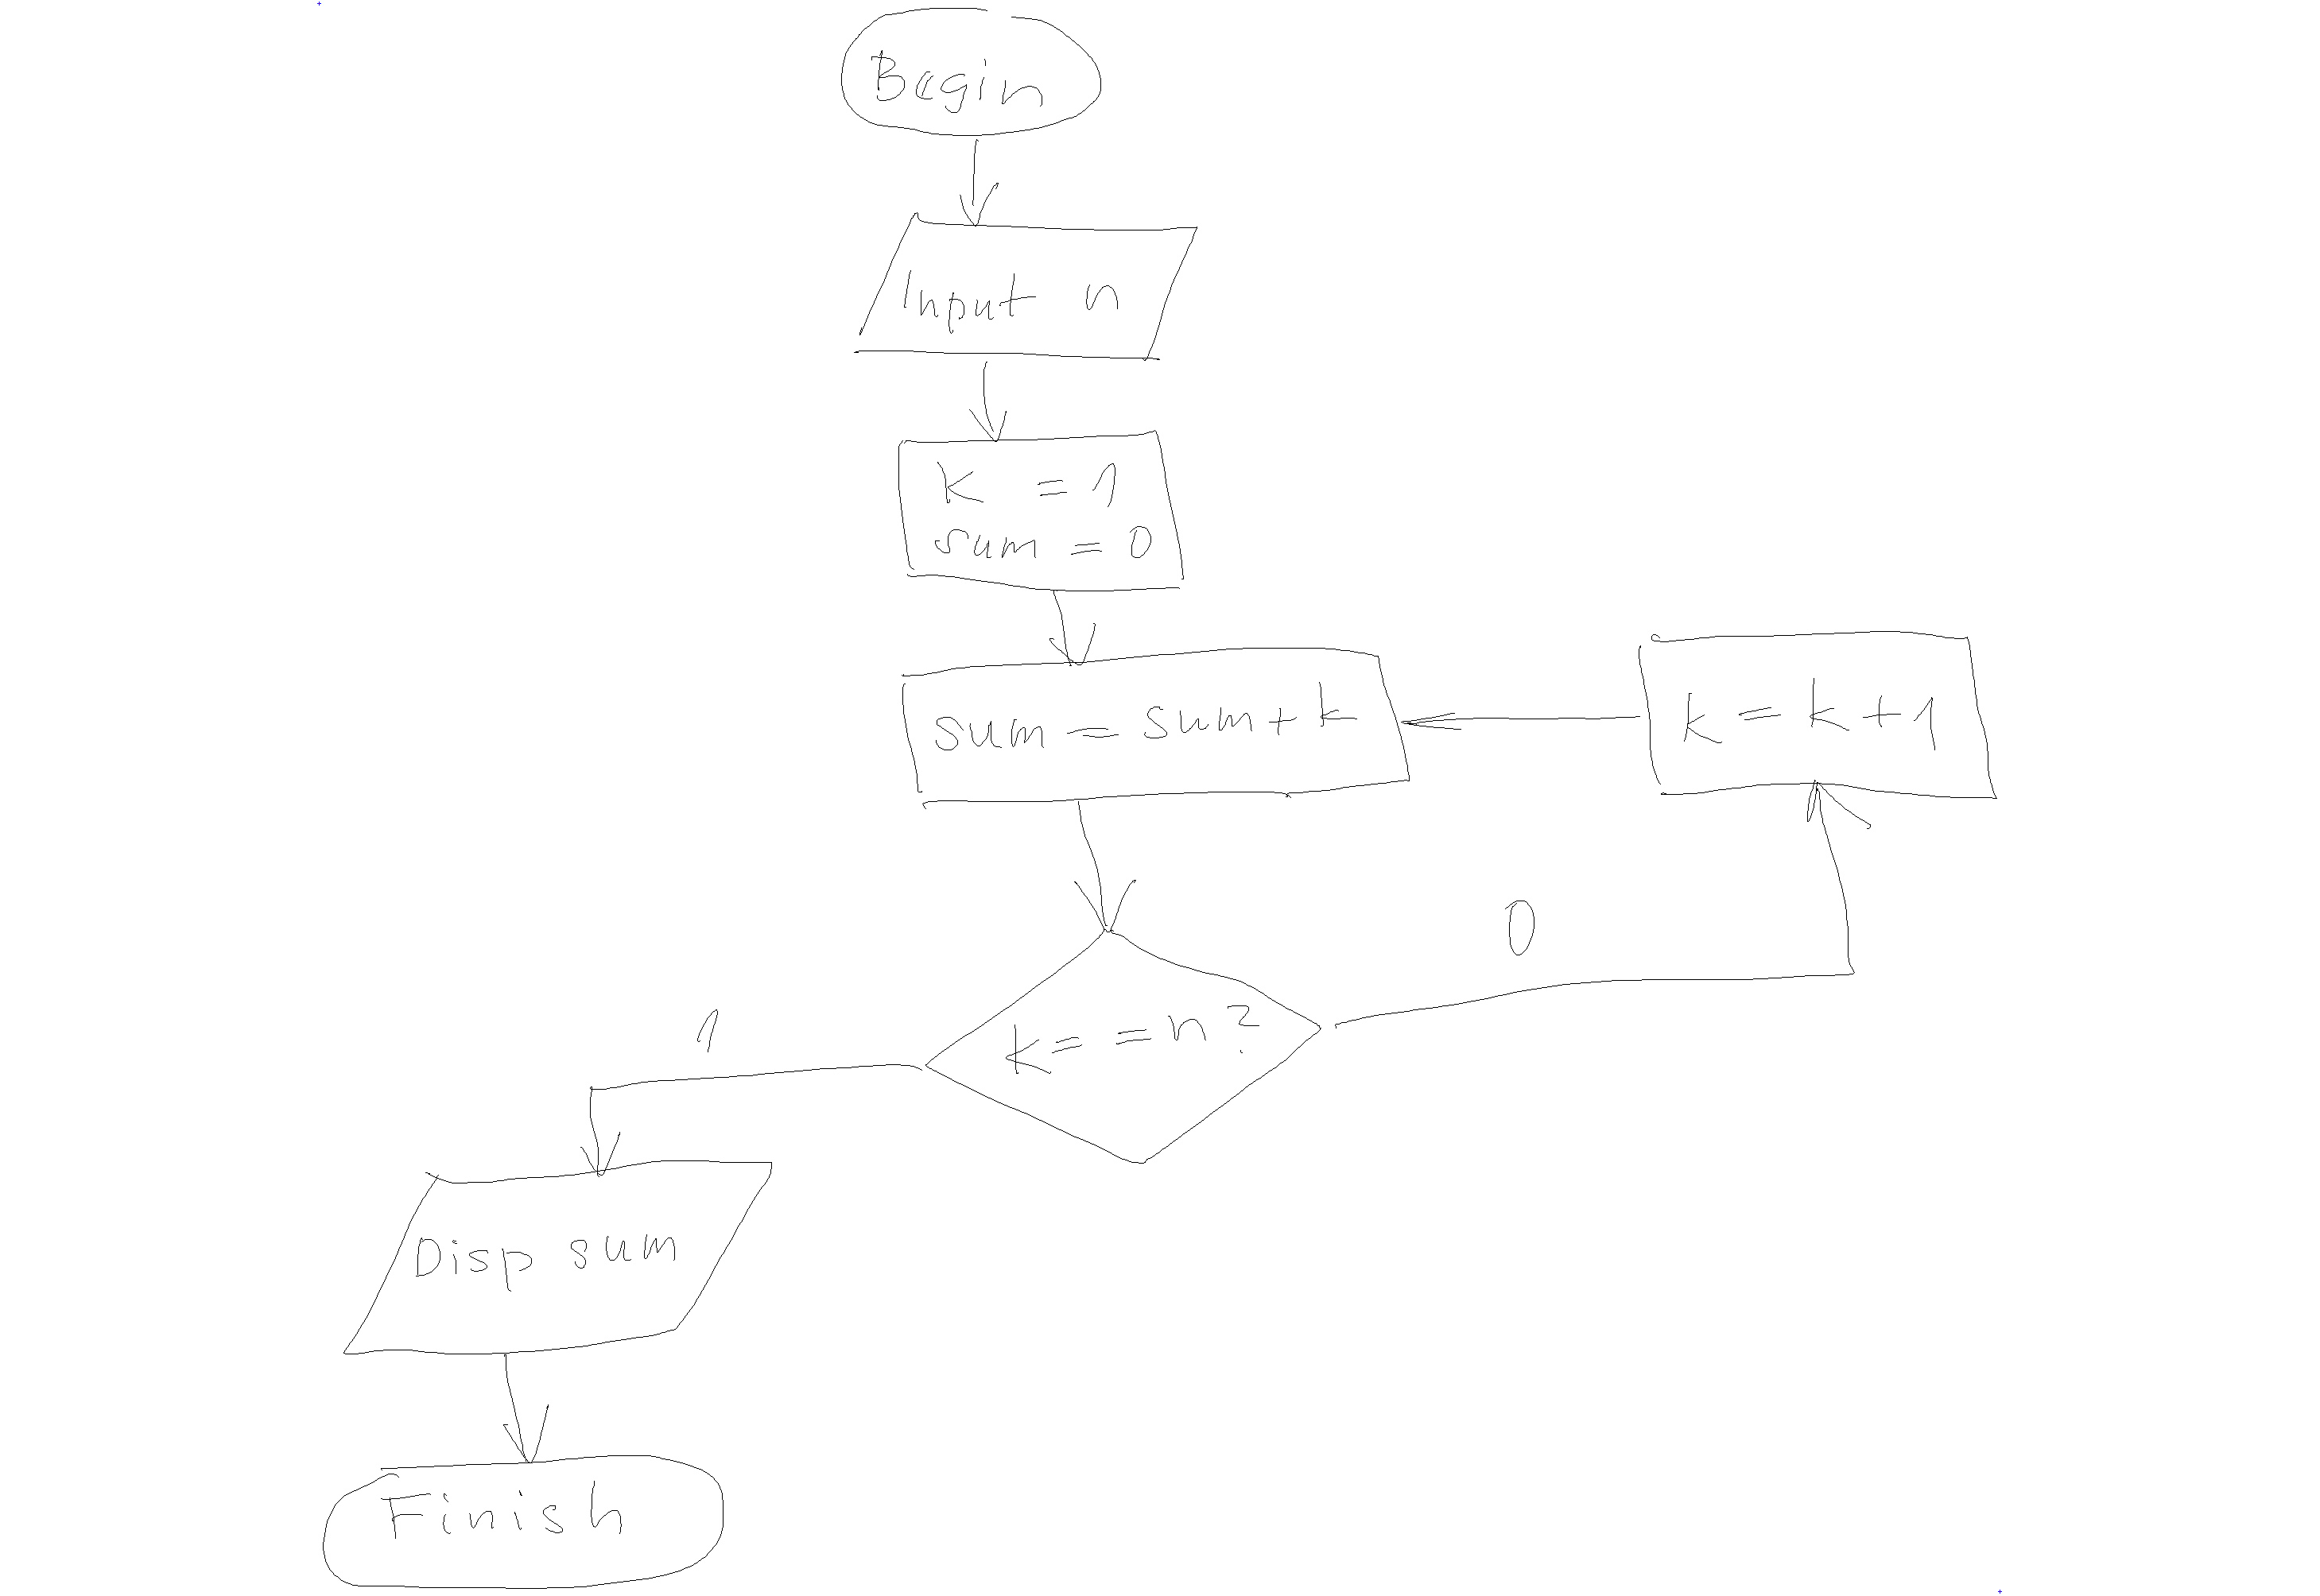 Begin
Input n
K = 1
sum = 0
sum = sum + k
k = k + 1
0
k = = n ?
1
Disp sum
Finish